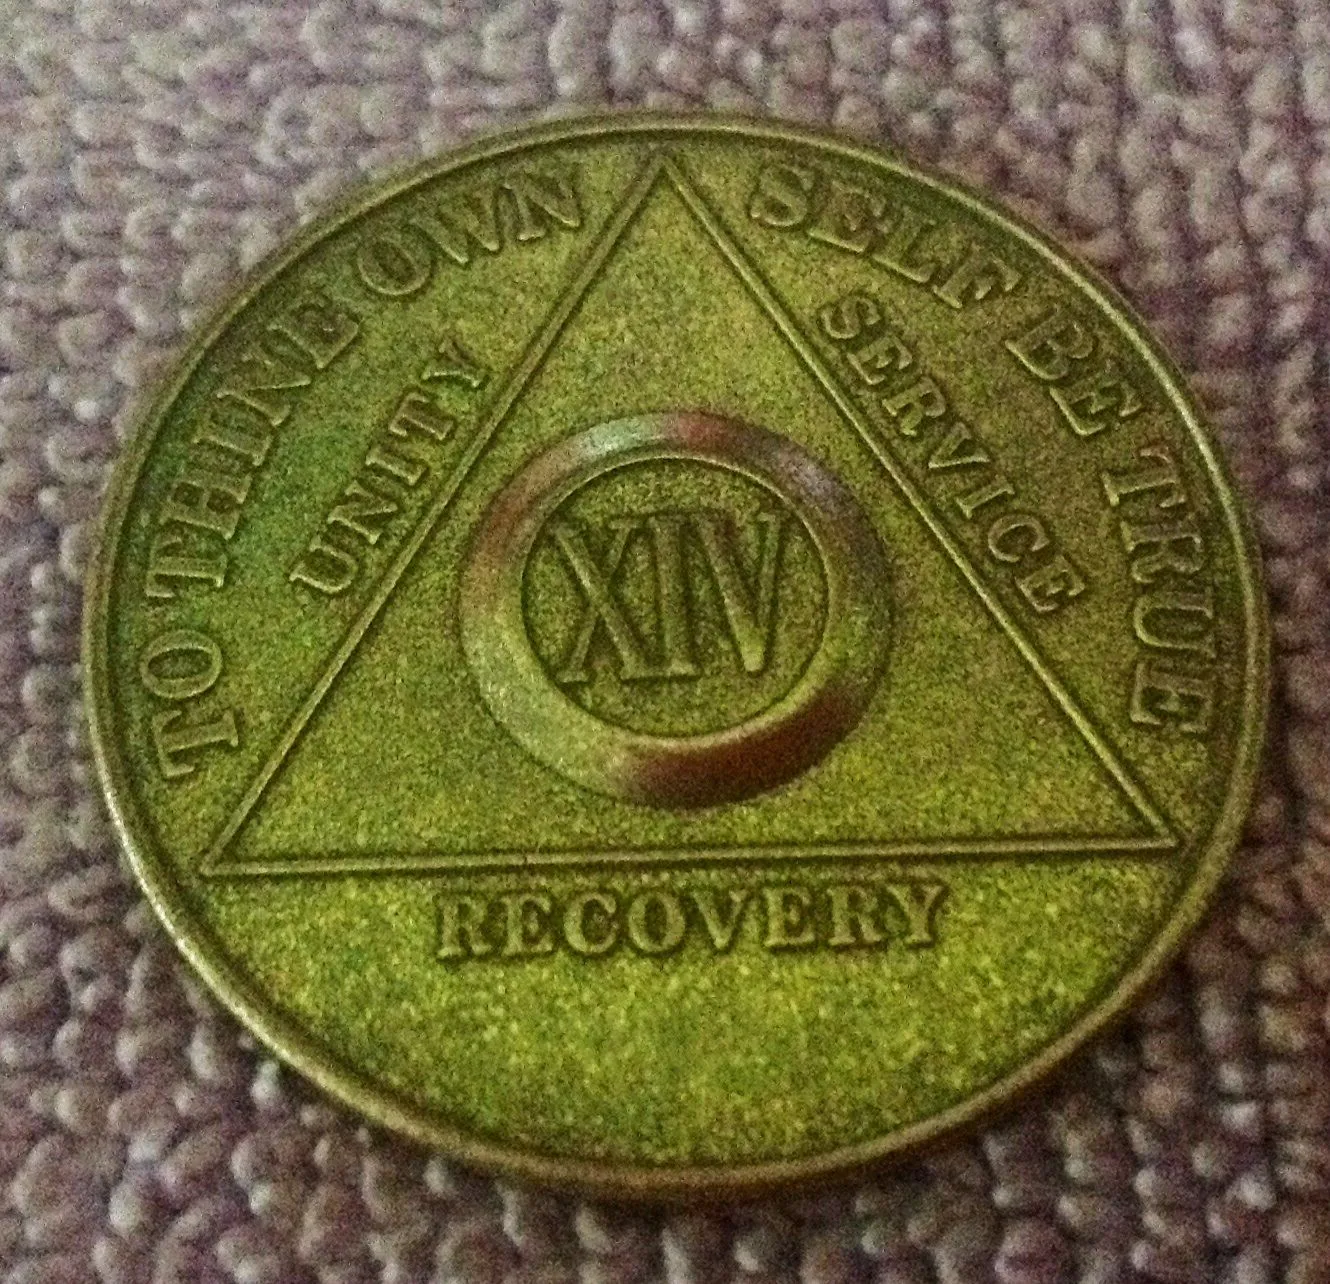 TO THINE OWN SELF BE TRUE
UNITY
SERVICE
XIV
RECOVERY